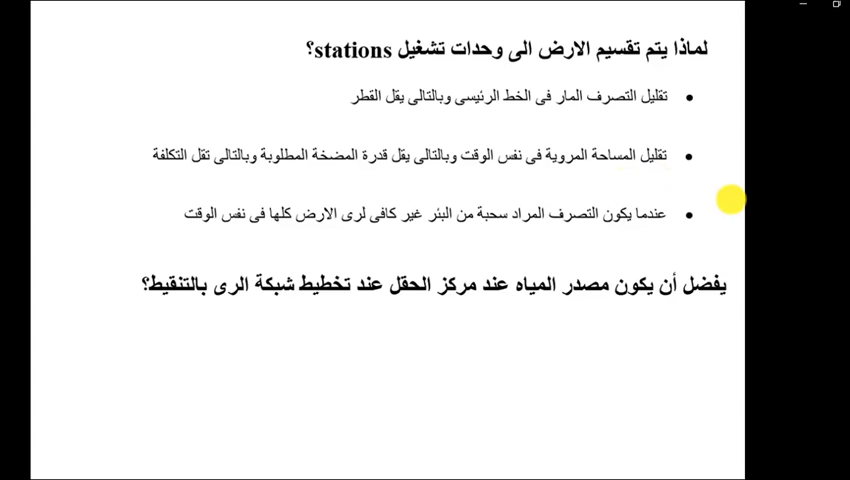 لماذا يتم تقسيم الارض الى وحدات تشغيل stations؟
• تقليل التصرف المار فى الخط الرئيسى وبالتالى يقل القطر
• تقليل المساحة المروية فى نفس الوقت وبالتالى يقل قدرة المضخة المطلوبة وبالتالى تقل التكلفة
• عندما يكون التصرف المراد سحبة من البئر غير كافى لرى الارض كلها فى نفس الوقت
يفضل أن يكون مصدر المياه عند مركز الحقل عند تخطيط شبكة الرى بالتنقيط؟